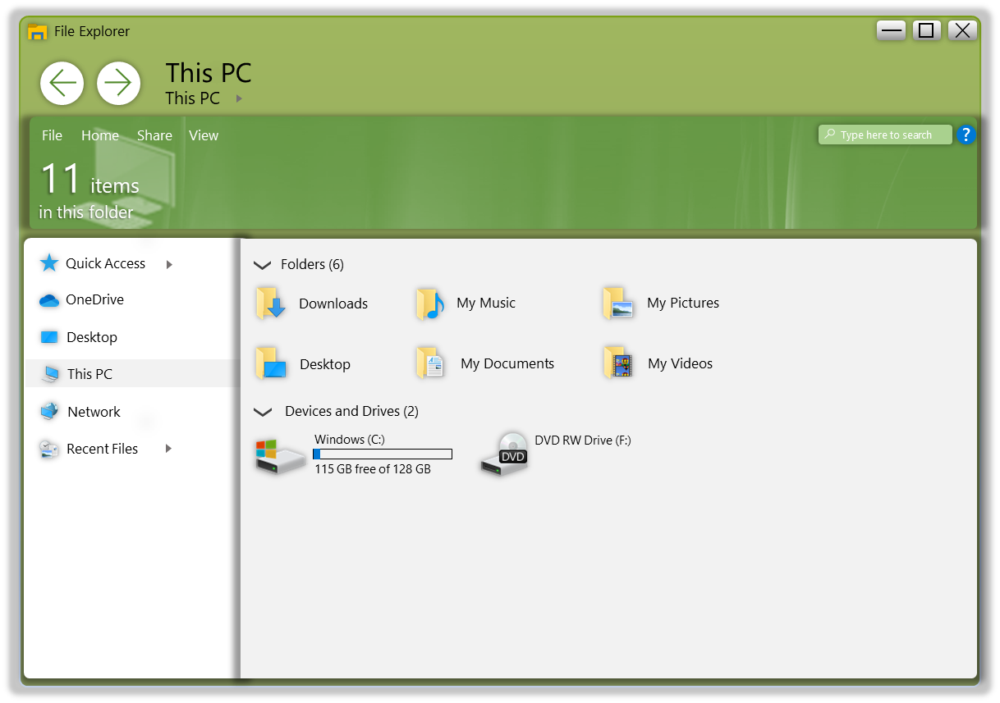 File Explorer
This PC
This PC
File Home Share View
Type here to search
?
11 items
in this folder
Quick Access
OneDrive
Desktop
This PC
Network
Recent Files
Folders (6)
Downloads
My Music
My Pictures
Desktop
My Documents
My Videos
Devices and Drives (2)
Windows (C:)
115 GB free of 128 GB
DVD
DVD RW Drive (F:)